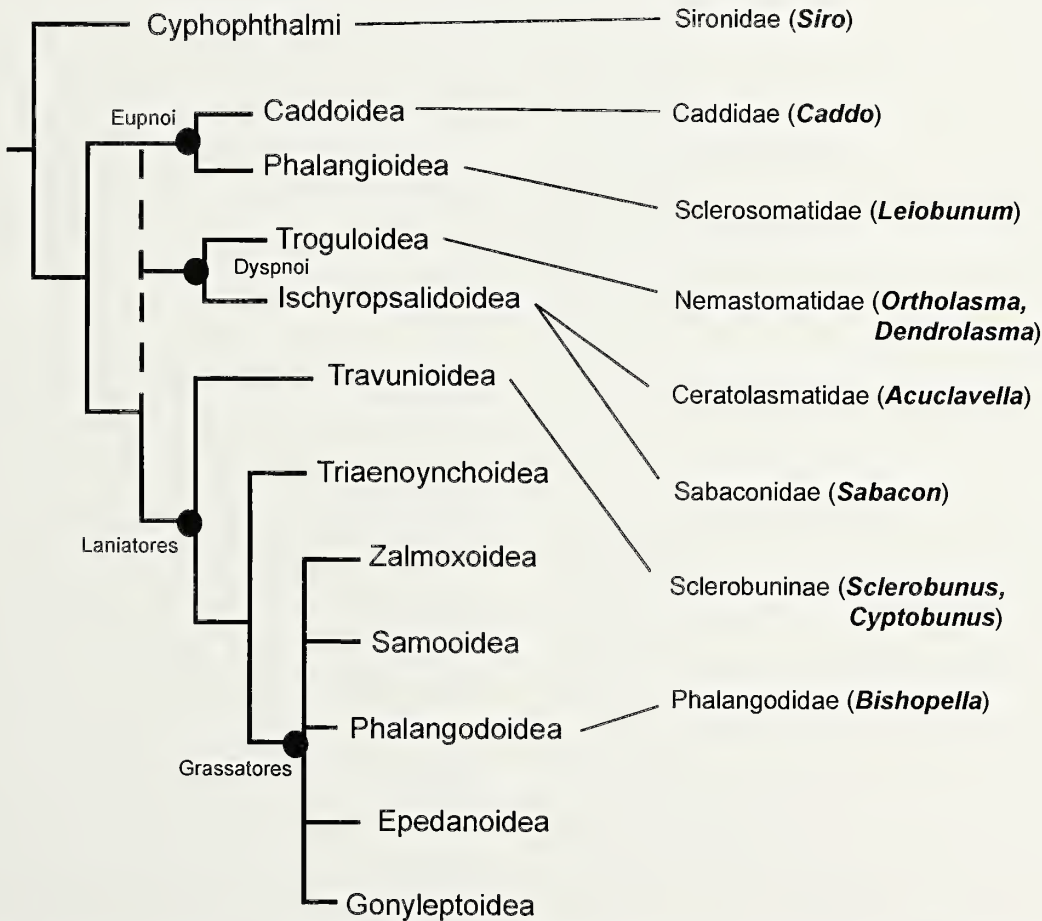 Cyphophthalmi
Sironidae (Siro)
Eupnoi
Caddoidea
Caddidae (Caddo)
Phalangioidea
Sclerosomatidae (Leiobunum)
Troguloidea
Dyspnoi
Ischyropsalidoidea
Nemastomatidae (Ortholasma,
Dendrolasma)
Travunioidea
Ceratolasmatidae (Acuclavella)
Triaenoynchoidea
Sabaconidae (Sabacon)
Laniatores
Zalmoxoidea
Sclerobuninae (Sclerobunus,
Cyptobunus)
Samooidea
Phalangodoidea
Phalangodidae (Bishopella)
Grassatores
Epedanoidea
Gonyleptoidea